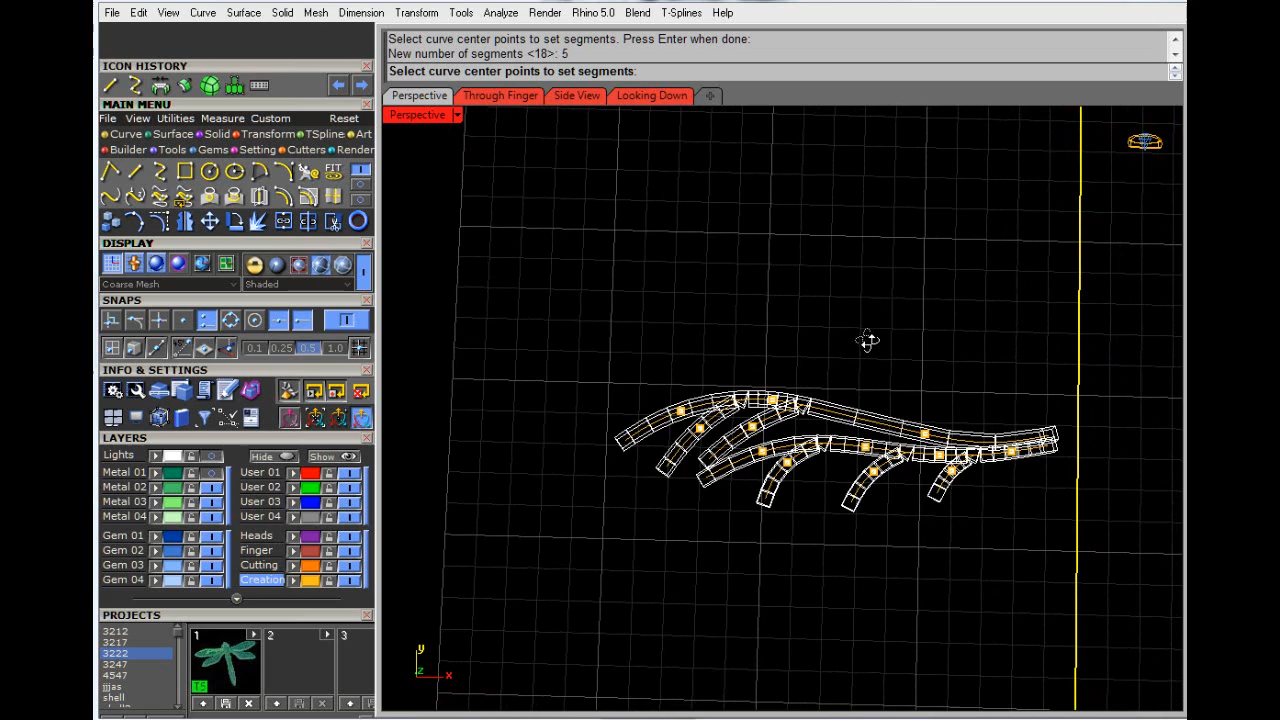 File Edit View Curve Surface Solid Mesh Dimension Transform Tools Analyze Render Rhino 5.0 Blend T-Splines Help
Select curve center points to set segments. Press Enter when done:
New number of segments <18>: 5
Select curve center points to set segments:
Perspective Through Finger Side View Looking Down
Perspective
ICON HISTORY
MAIN MENU
File View Utilities Measure Custom Reset
Curve Surface Solid Transform TSpline Art
Builder Tools Gems Setting Cutters Render
FIT
DISPLAY
Coarse Mesh Shaded
SNAPS
0.1 0.25 0.5 1.0
INFO & SETTINGS
LAYERS
Lights Hide Show
Metal 01 User 01
Metal 02 User 02
Metal 03 User 03
Metal 04 User 04
Gem 01 Heads
Gem 02 Finger
Gem 03 Cutting
Gem 04 Creation
PROJECTS
3212
3217
3222
3247
4547
jjjas
shell
1 2 3
TS
y
z x